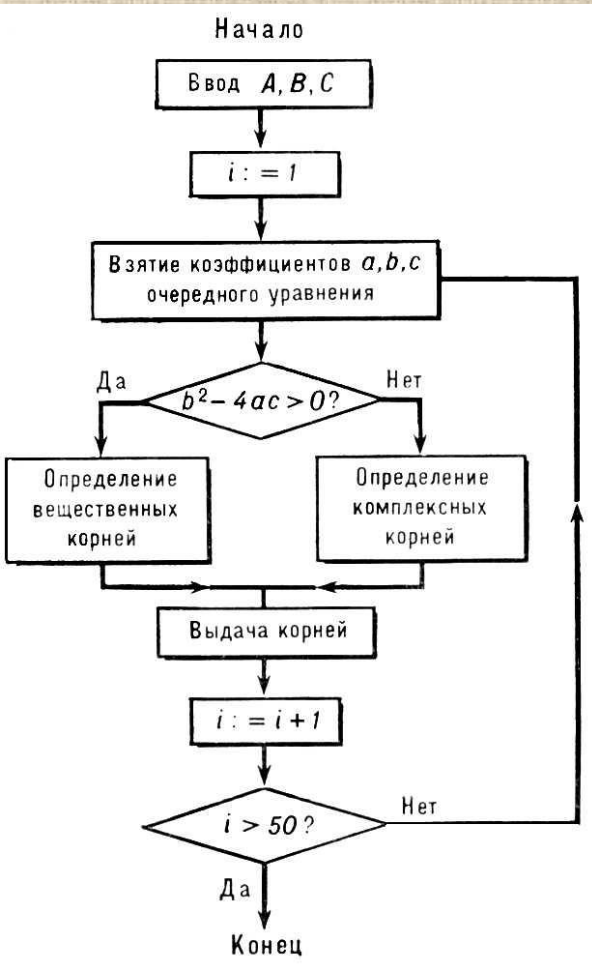 Начало
Ввод A, B, C
i := 1
Взятие коэффициентов a, b, c
очередного уравнения
Да
b² – 4ac > 0?
Нет
Определение
вещественных
корней
Определение
комплексных
корней
Выдача корней
i := i + 1
i > 50?
Нет
Да
Конец